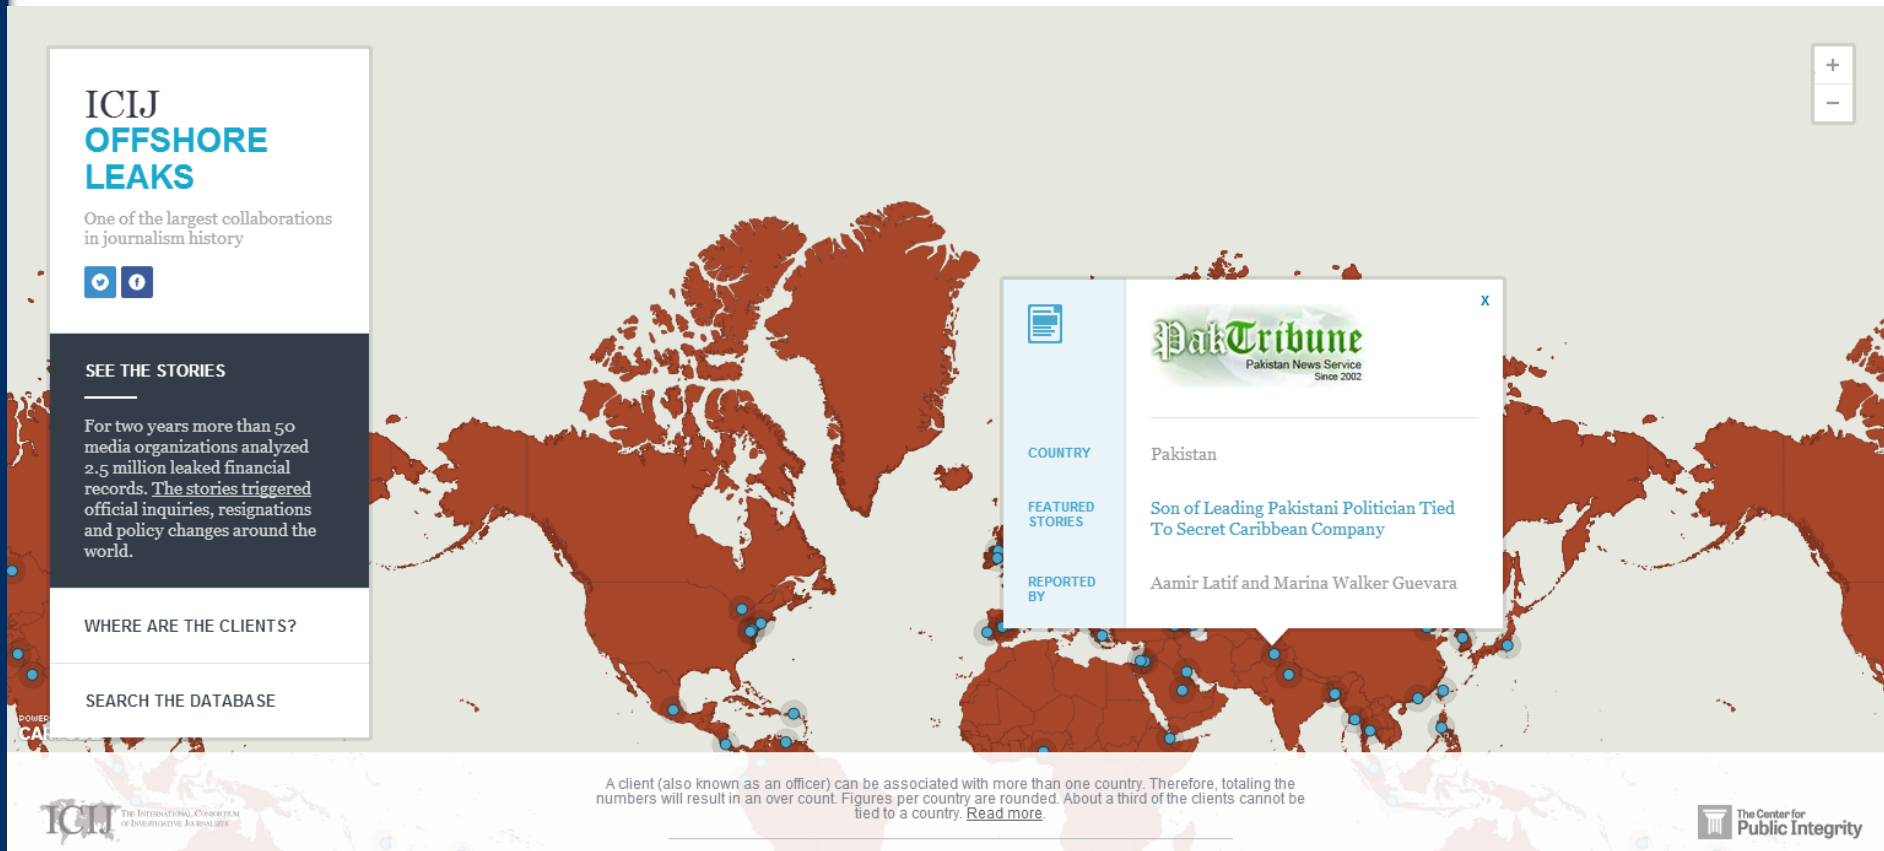 ICIJ
OFFSHORE
LEAKS
One of the largest collaborations
in journalism history
SEE THE STORIES
For two years more than 50
media organizations analyzed
2.5 million leaked financial
records. The stories triggered
official inquiries, resignations
and policy changes around the
world.
WHERE ARE THE CLIENTS?
SEARCH THE DATABASE
+
−
X
PakTribune
Pakistan News Service
Since 2002
COUNTRY
Pakistan
FEATURED
STORIES
Son of Leading Pakistani Politician Tied
To Secret Caribbean Company
REPORTED
BY
Aamir Latif and Marina Walker Guevara
A client (also known as an officer) can be associated with more than one country. Therefore, totaling the
numbers will result in an over count. Figures per country are rounded. About a third of the clients cannot be
tied to a country. Read more.
ICIJ
THE INTERNATIONAL CONSORTIUM
OF INVESTIGATIVE JOURNALISTS
The Center for
Public Integrity